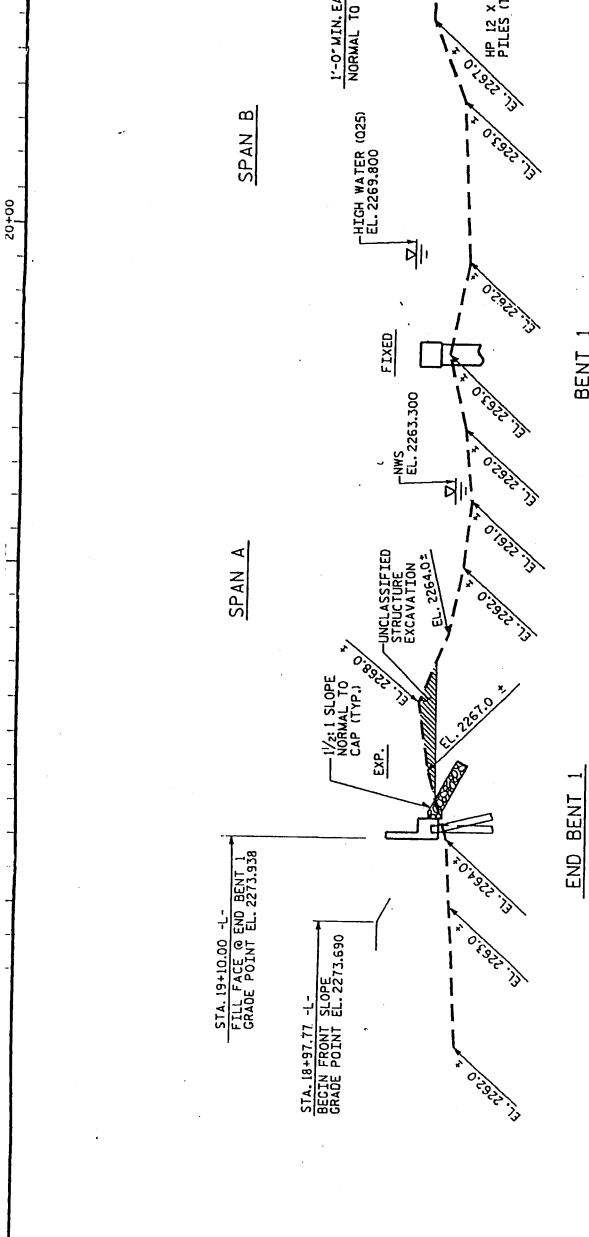 20+00
SPAN A
SPAN B
STA. 19+10.00 -L-
FILL FACE @ END BENT 1
GRADE POINT EL. 2273.938
STA. 18+97.77 -L-
BEGIN FRONT SLOPE
GRADE POINT EL. 2273.690
1½:1 SLOPE
NORMAL TO
CAP (TYP.)
EXP.
EL. 2268.0 ±
UNCLASSIFIED
STRUCTURE
EXCAVATION
EL. 2264.0±
NWS
EL. 2263.300
FIXED
HIGH WATER (Q25)
EL. 2269.800
1'-0" MIN. EA
NORMAL TO
HP 12 X
PILES (T
EL. 2262.0 ±
EL. 2263.0 ±
EL. 2264.0±
EL. 2267.0 ±
EL. 2262.0 ±
EL. 2261.0 ±
EL. 2262.0 ±
EL. 2263.0 ±
EL. 2262.0 ±
EL. 2263.0 ±
EL. 2267.0 ±
END BENT 1
BENT 1